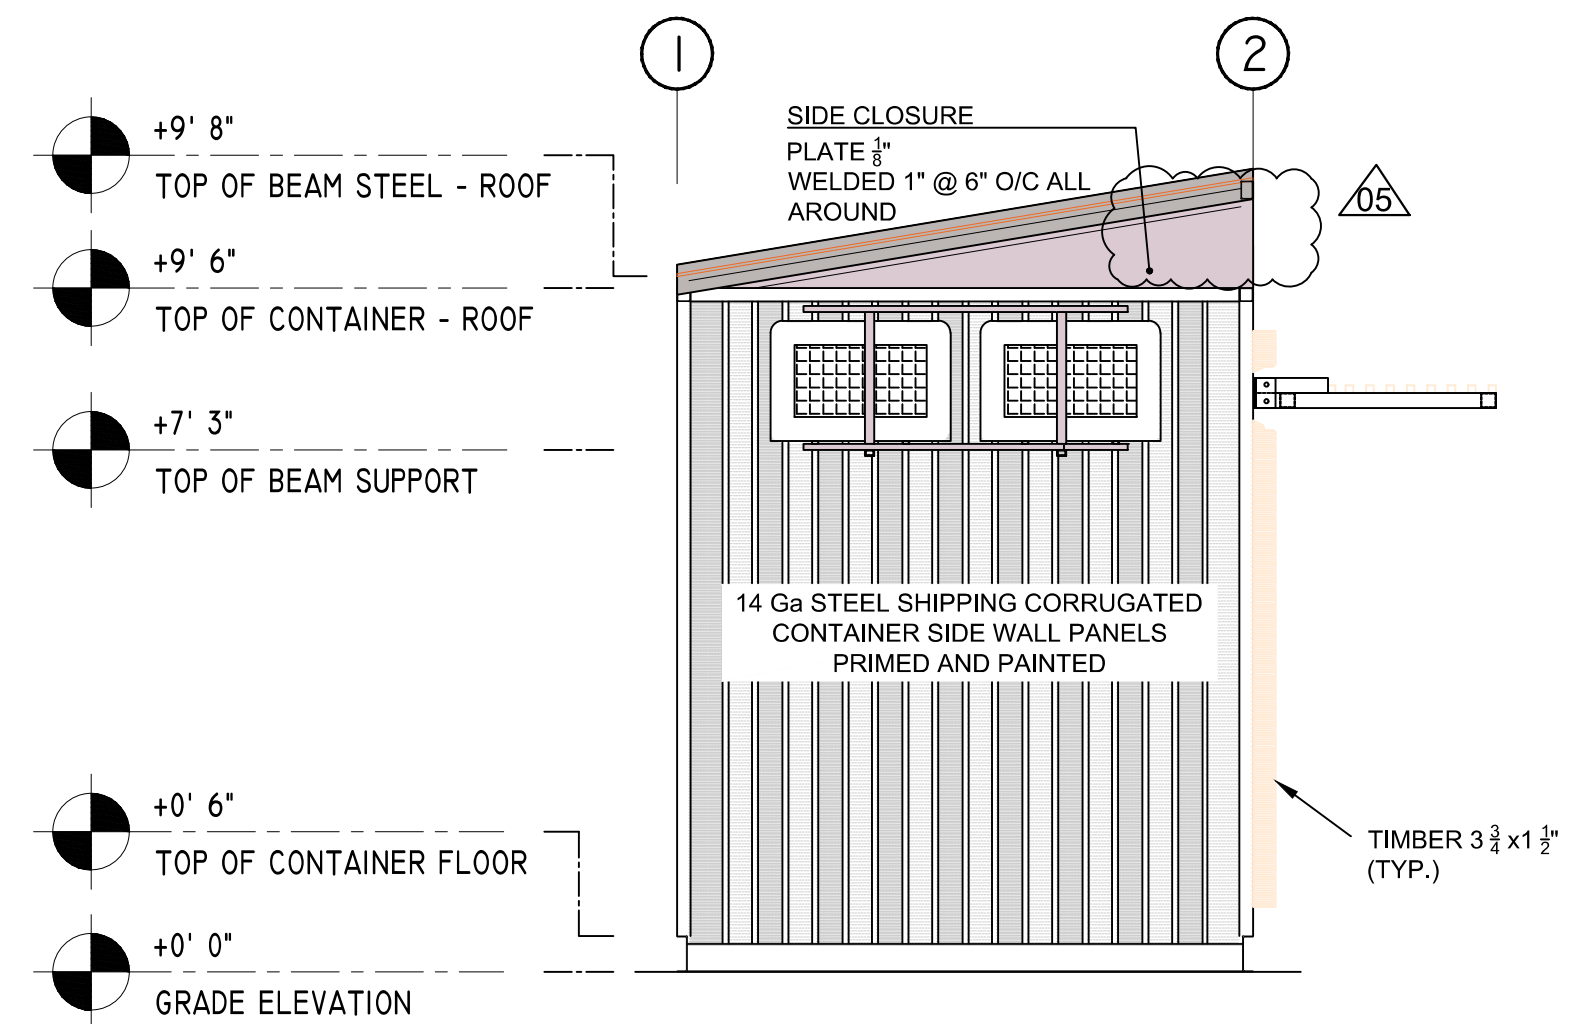 1
2
+9' 8"
TOP OF BEAM STEEL - ROOF
+9' 6"
TOP OF CONTAINER - ROOF
+7' 3"
TOP OF BEAM SUPPORT
+0' 6"
TOP OF CONTAINER FLOOR
+0' 0"
GRADE ELEVATION
SIDE CLOSURE
PLATE 1/8"
WELDED 1" @ 6" O/C ALL
AROUND
05
14 Ga STEEL SHIPPING CORRUGATED
CONTAINER SIDE WALL PANELS
PRIMED AND PAINTED
TIMBER 3 3/4 x1 1/2"
(TYP.)